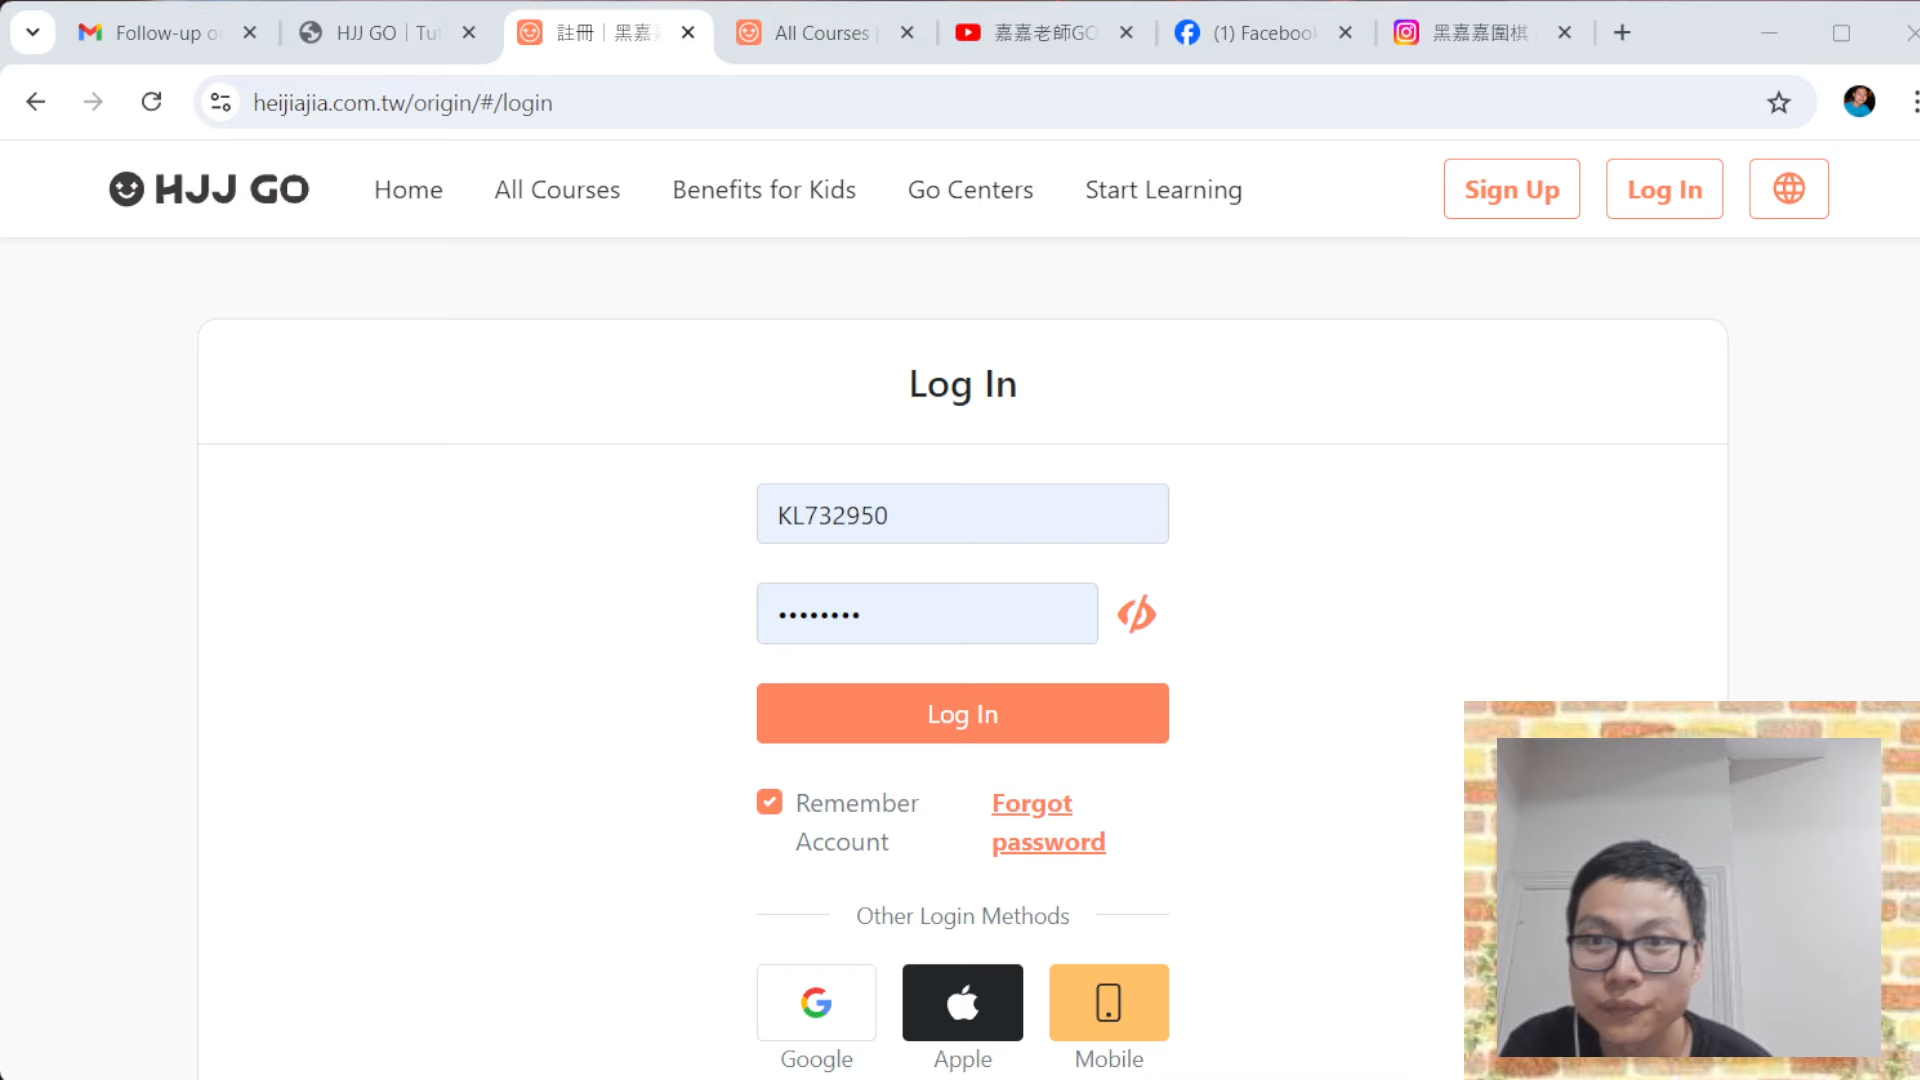 Follow-up o
HJJ GO｜Tut
註冊｜黑嘉
All Courses
嘉嘉老師GO
(1) Facebook
黑嘉嘉圍棋
heijiajia.com.tw/origin/#/login
HJJ GO
Home
All Courses
Benefits for Kids
Go Centers
Start Learning
Sign Up
Log In
Log In
KL732950
Log In
Remember Account
Forgot password
Other Login Methods
Google
Apple
Mobile